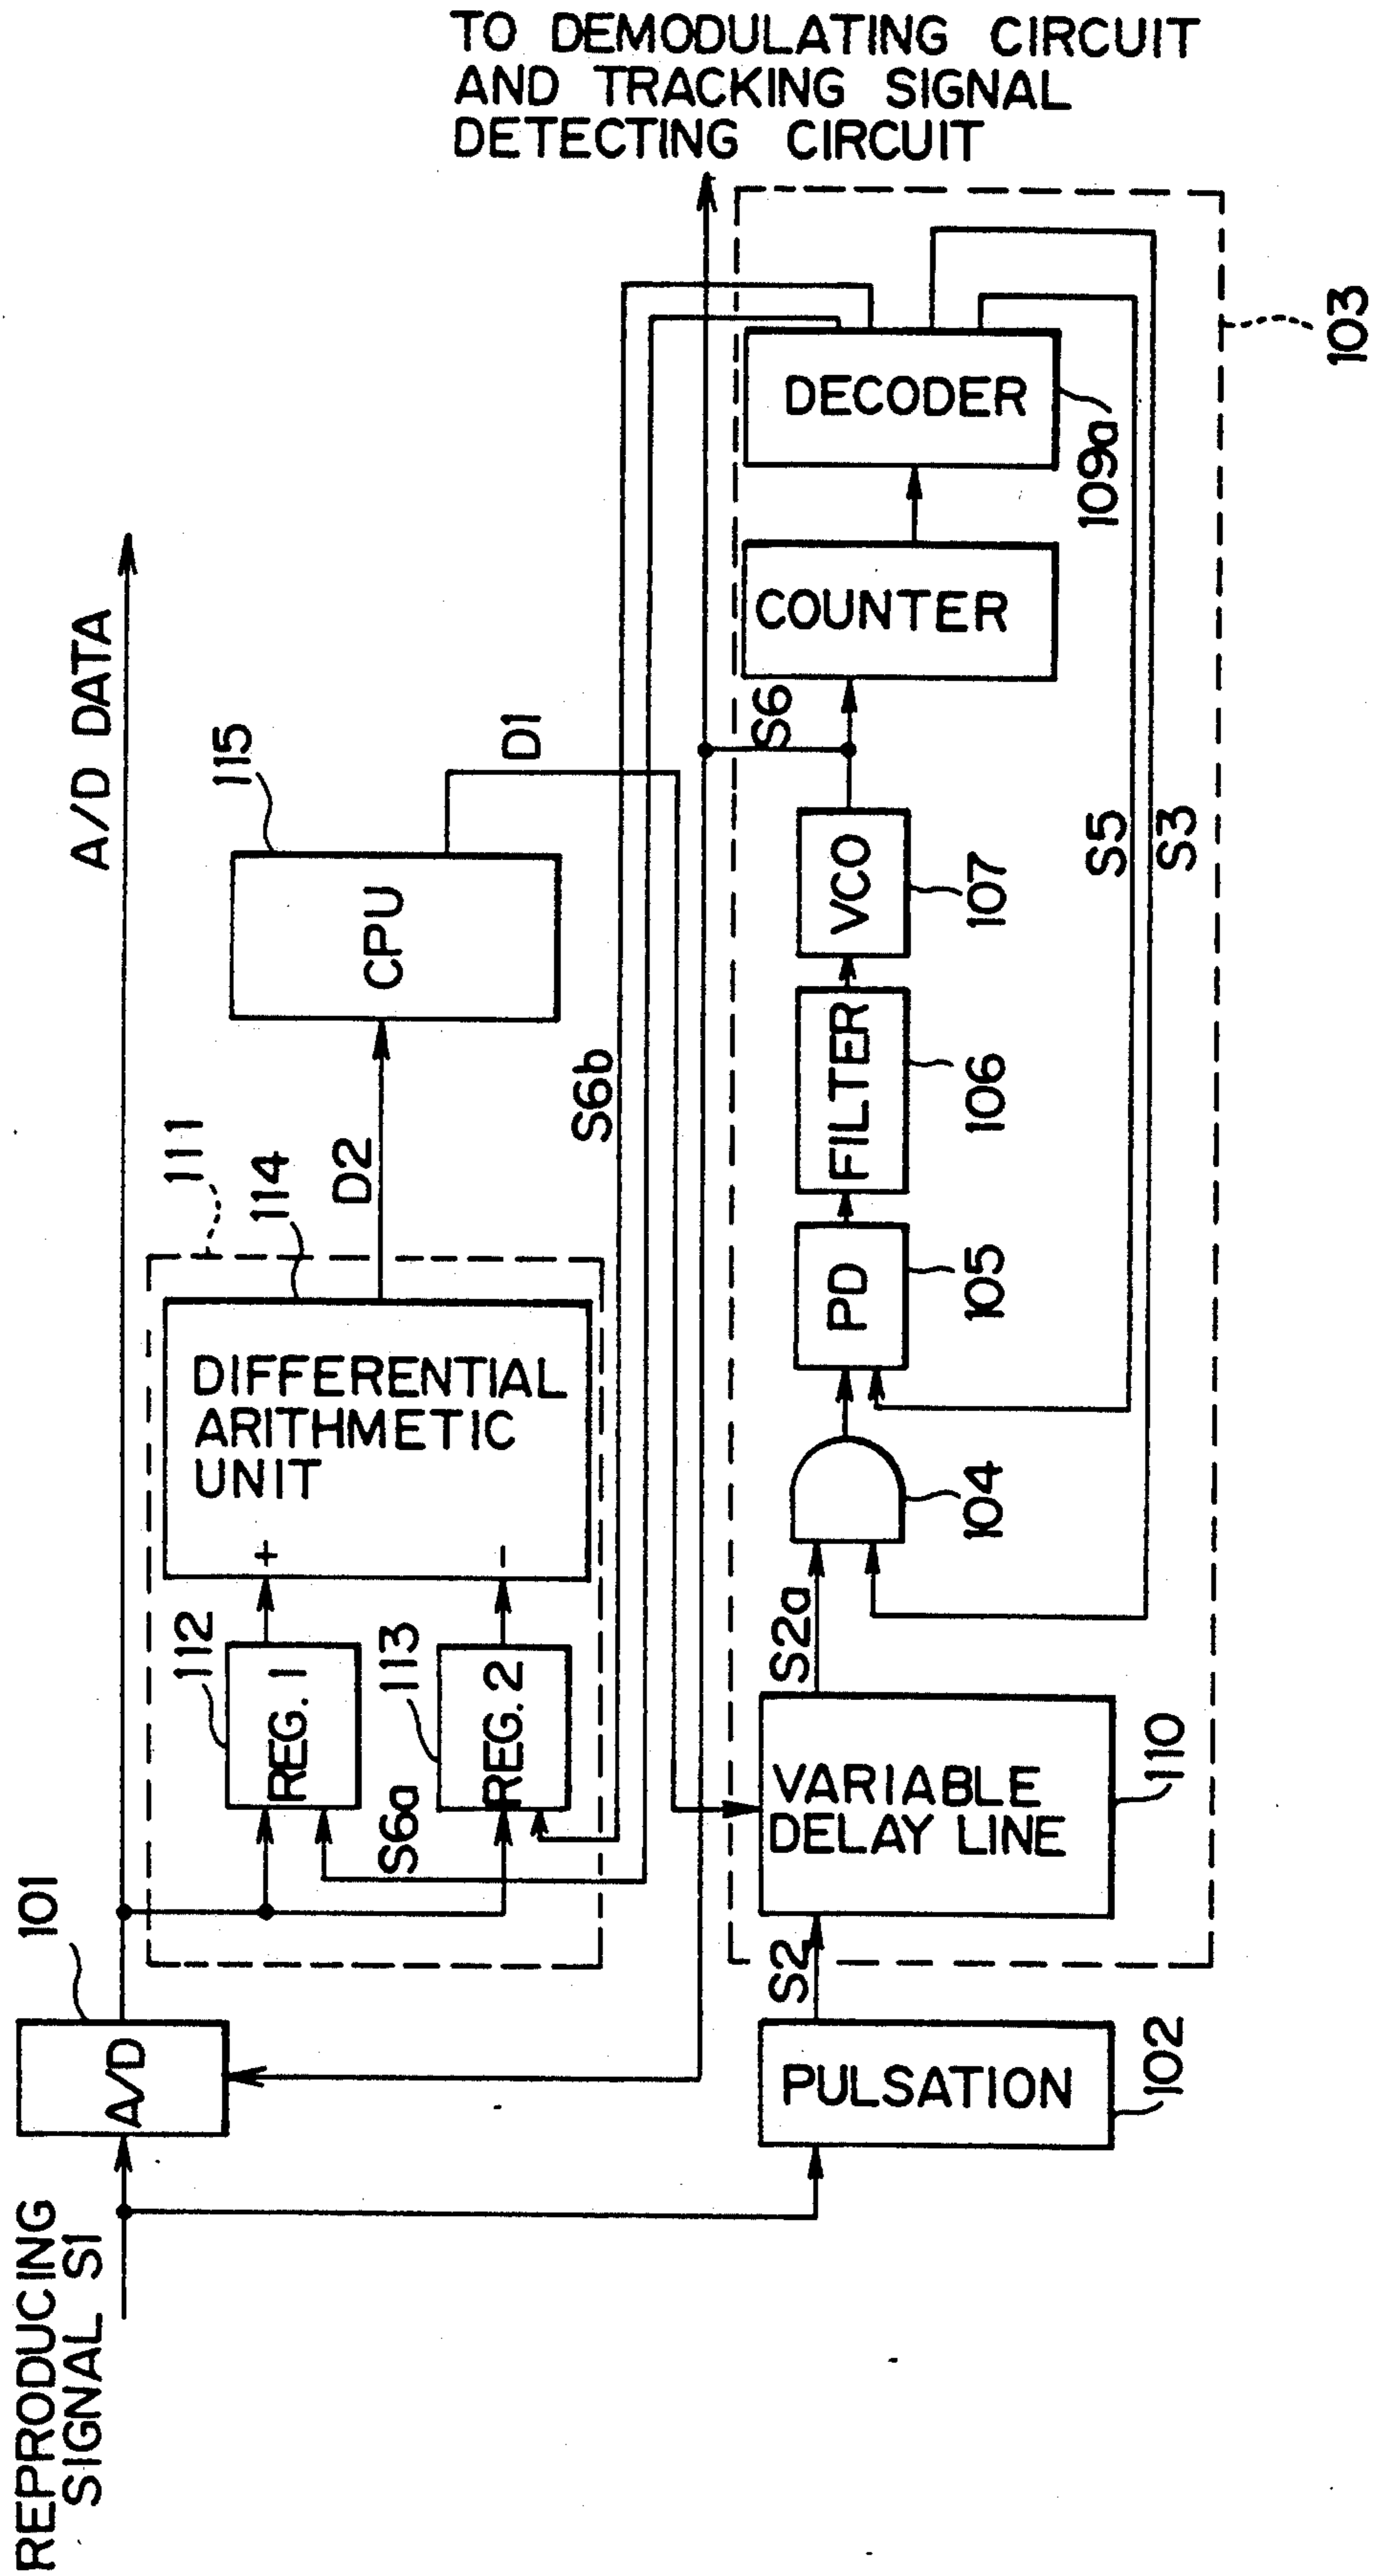 TO DEMODULATING CIRCUIT
AND TRACKING SIGNAL
DETECTING CIRCUIT
REPRODUCING
SIGNAL S1
A/D
101
A/D DATA
111
REG. 1
112
REG. 2
113
S6a
+
−
DIFFERENTIAL
ARITHMETIC
UNIT
114
D2
CPU
115
D1
S6b
PULSATION
102
S2
VARIABLE
DELAY LINE
110
S2a
104
PD
105
FILTER
106
VCO
107
S6
COUNTER
DECODER
109a
S5
S3
103